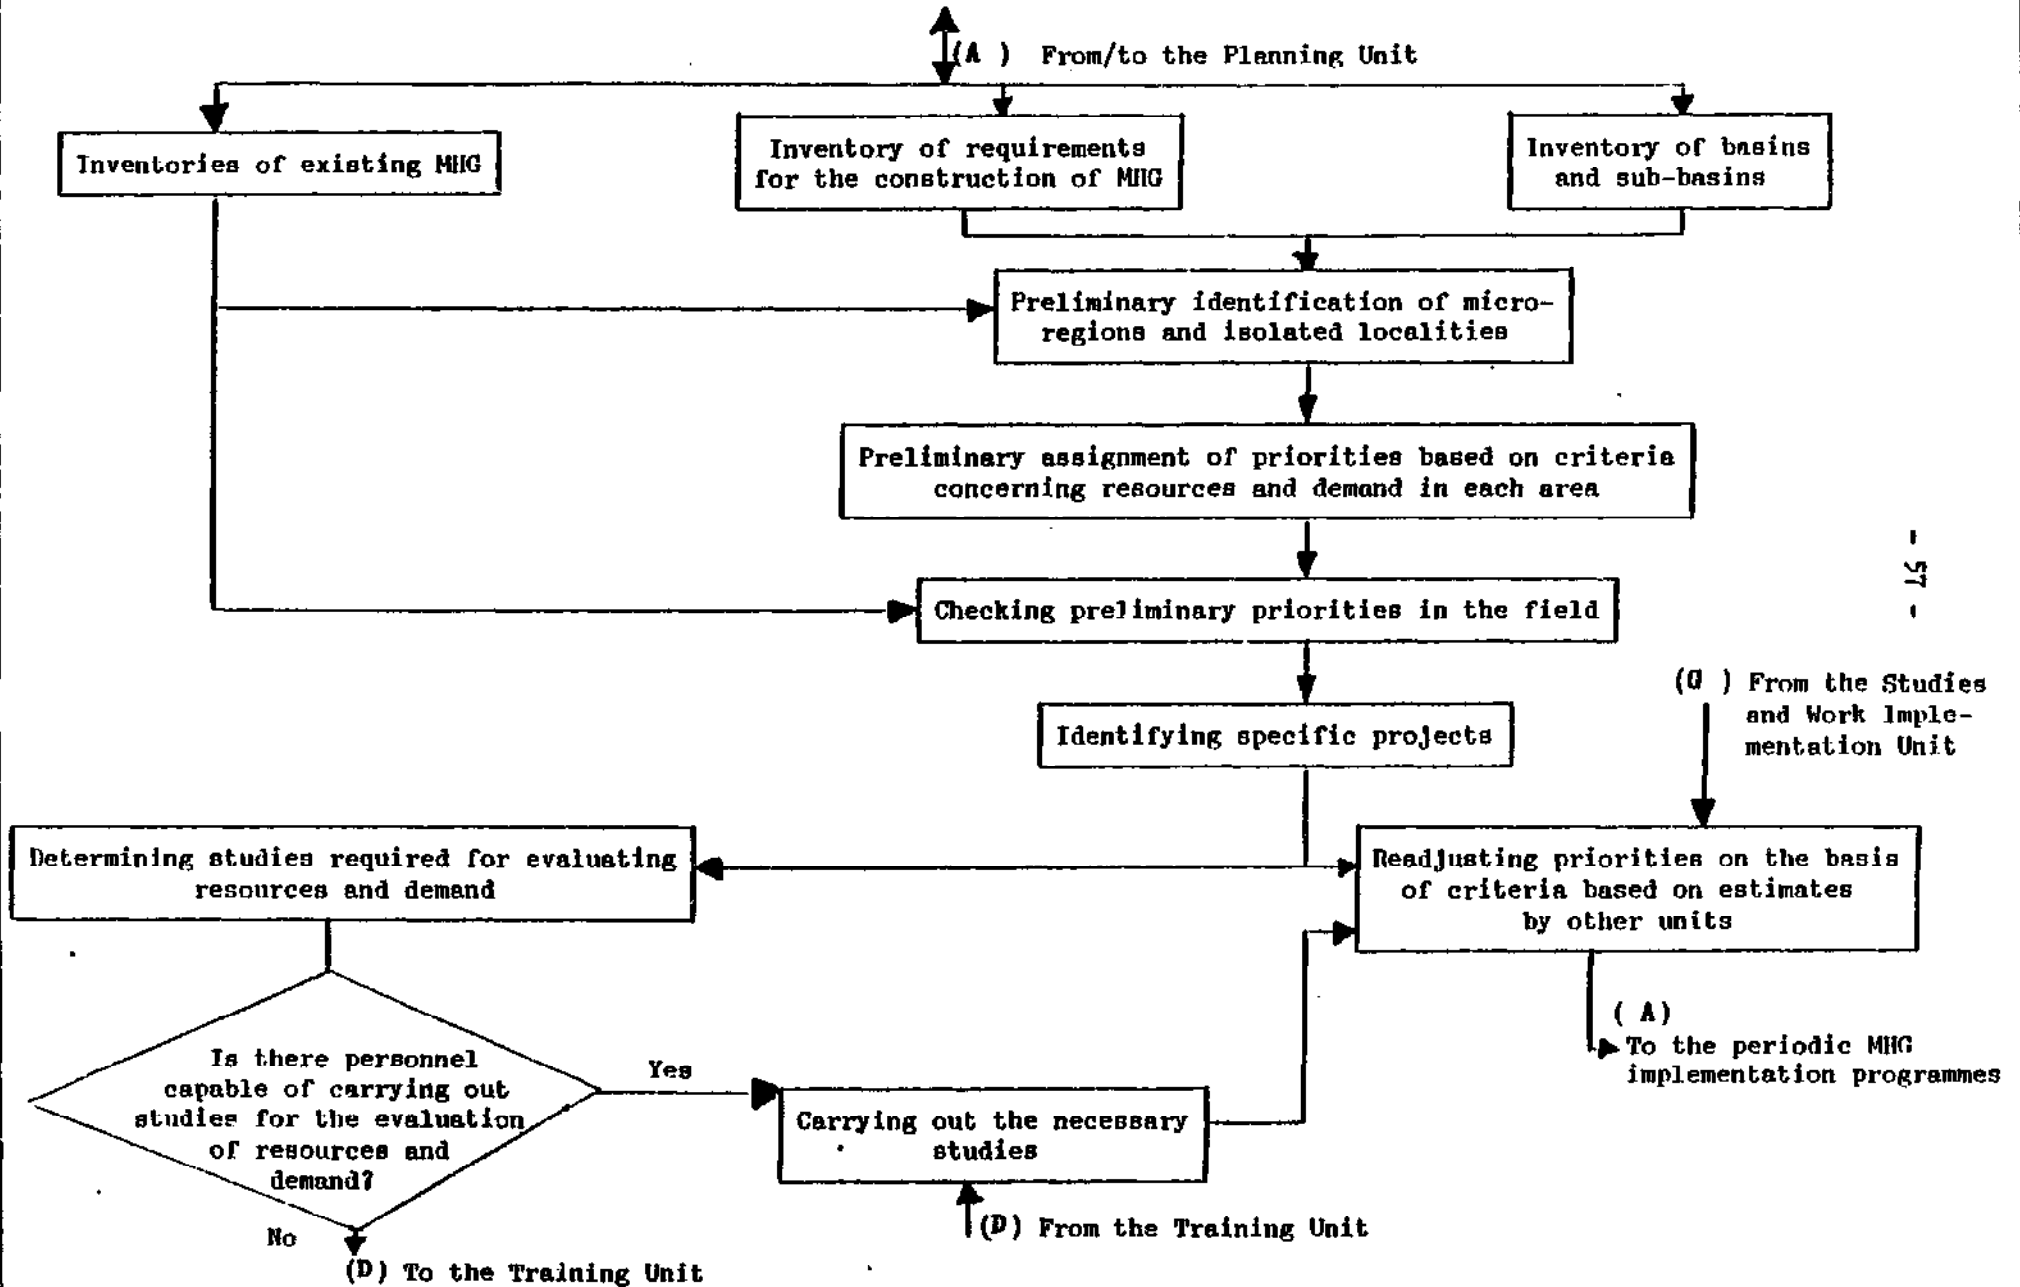 (A ) From/to the Planning Unit
Inventories of existing MHG
Inventory of requirements
for the construction of MHG
Inventory of basins
and sub-basins
Preliminary identification of micro-
regions and isolated localities
Preliminary assignment of priorities based on criteria
concerning resources and demand in each area
- 57 -
Checking preliminary priorities in the field
(G ) From the Studies
and Work Imple-
mentation Unit
Identifying specific projects
Determining studies required for evaluating
resources and demand
Readjusting priorities on the basis
of criteria based on estimates
by other units
( A)
To the periodic MHG
implementation programmes
Is there personnel
capable of carrying out
studies for the evaluation
of resources and
demand?
Yes
Carrying out the necessary
studies
No
(D) From the Training Unit
(D) To the Training Unit